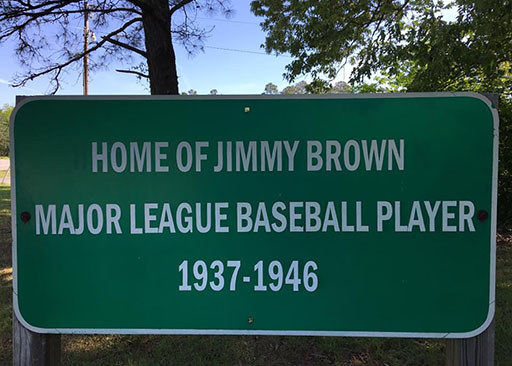 HOME OF JIMMY BROWN
MAJOR LEAGUE BASEBALL PLAYER
1937-1946